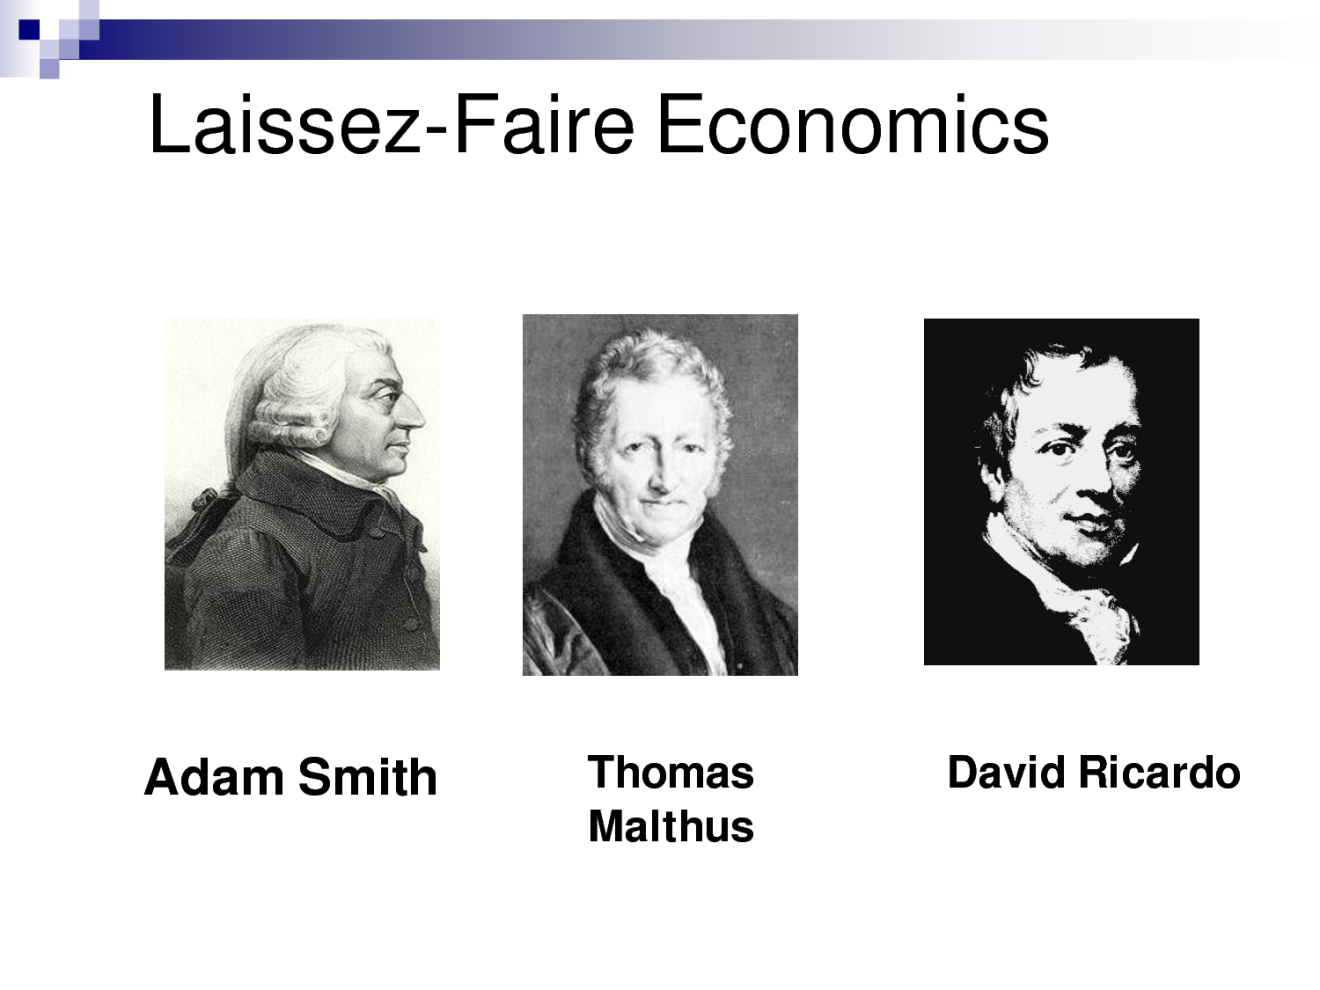 Laissez-Faire Economics
Adam Smith
Thomas
Malthus
David Ricardo